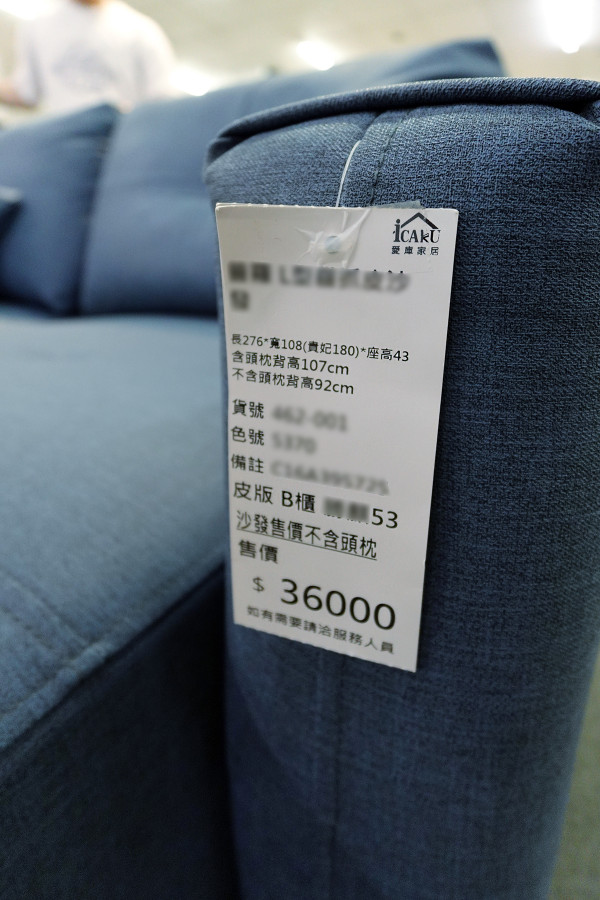 iCAKU
愛庫家居
長276*寬108(貴妃180)*座高43
含頭枕背高107cm
不含頭枕背高92cm
貨號
色號
備註
皮版 B櫃 53
沙發售價不含頭枕
售價
$ 36000
如有需要請洽服務人員